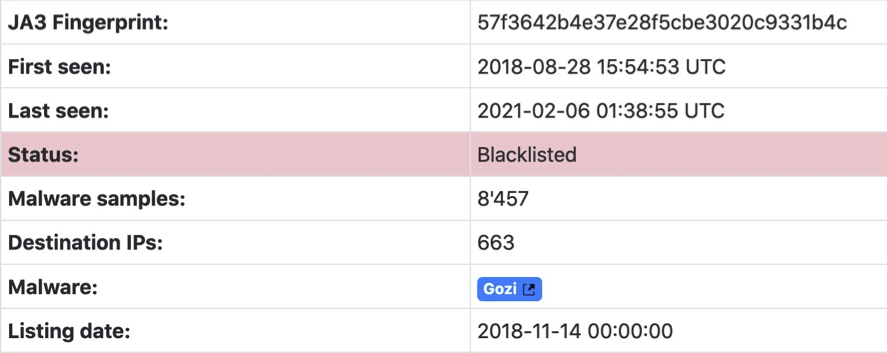 JA3 Fingerprint: 57f3642b4e37e28f5cbe3020c9331b4c
First seen: 2018-08-28 15:54:53 UTC
Last seen: 2021-02-06 01:38:55 UTC
Status: Blacklisted
Malware samples: 8'457
Destination IPs: 663
Malware: Gozi
Listing date: 2018-11-14 00:00:00